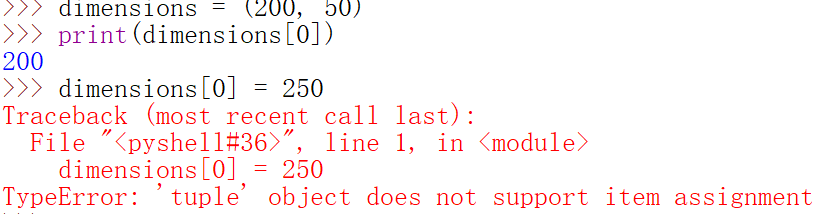 >>> dimensions = (200, 50)
>>> print(dimensions[0])
200
>>> dimensions[0] = 250
Traceback (most recent call last):
  File "<pyshell#36>", line 1, in <module>
    dimensions[0] = 250
TypeError: 'tuple' object does not support item assignment